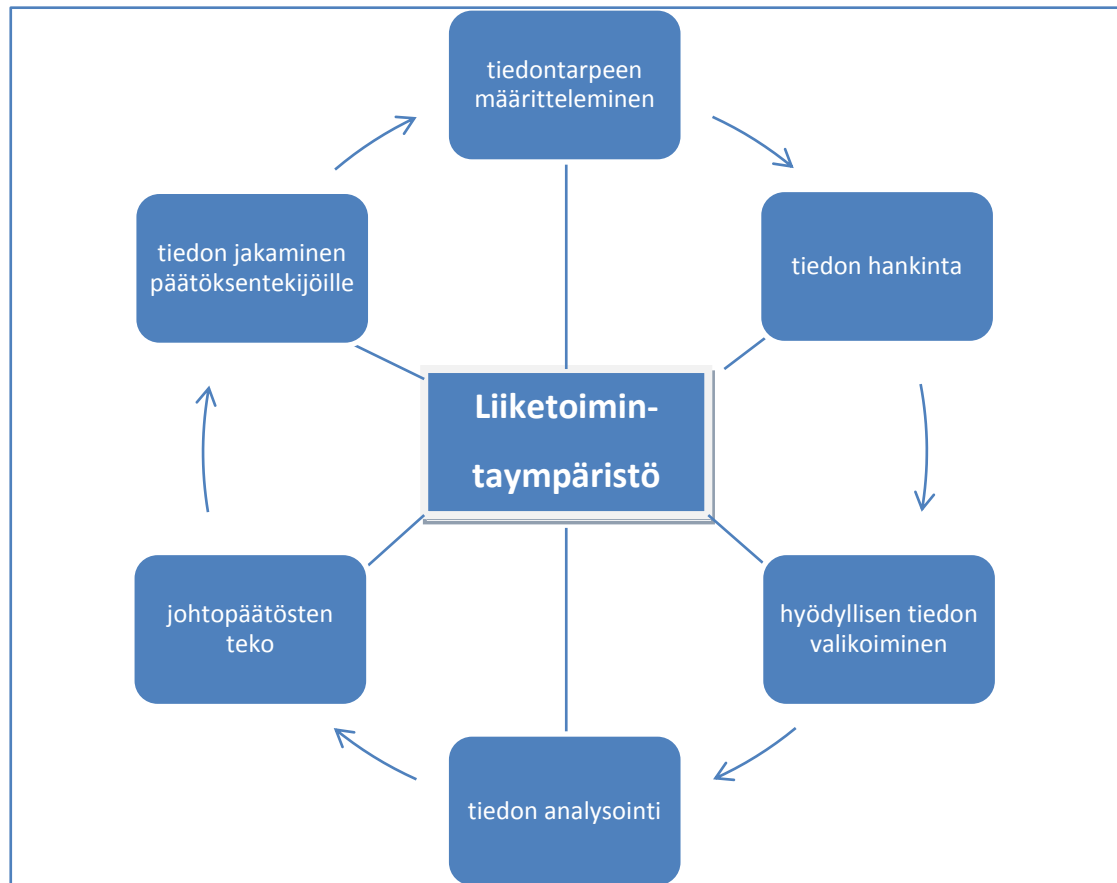 tiedontarpeen
määritteleminen
tiedon hankinta
hyödyllisen tiedon
valikoiminen
tiedon analysointi
johtopäätösten
teko
tiedon jakaminen
päätöksentekijöille
Liiketoimin-
taympäristö